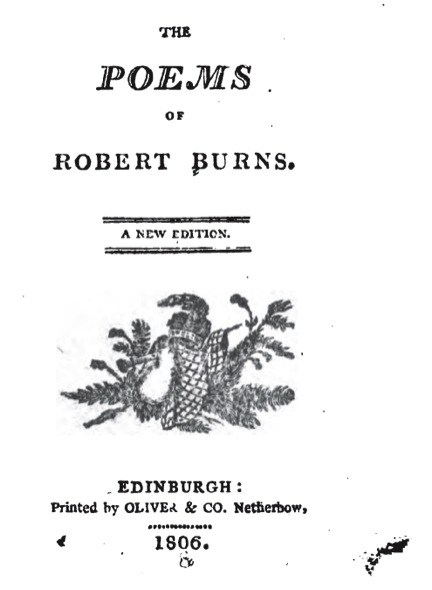 THE
POEMS
OF
ROBERT BURNS.
A NEW EDITION.
EDINBURGH:
Printed by OLIVER & CO. Netherbow,
1806.